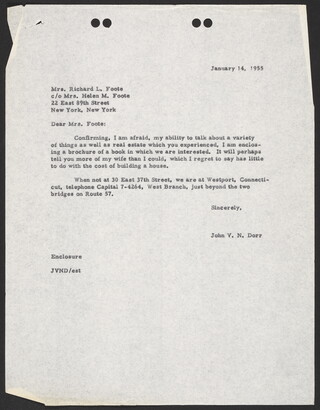 January 14, 1955
Mrs. Richard L. Foote
c/o Mrs. Helen M. Foote
22 East 89th Street
New York, New York
Dear Mrs. Foote:
Confirming, I am afraid, my ability to talk about a variety
of things as well as real estate which you experienced, I am enclos-
ing a brochure of a book in which we are interested. It will perhaps
tell you more of my wife than I could, which I regret to say has little
to do with the cost of building a house.
When not at 30 East 37th Street, we are at Westport, Connecti-
cut, telephone Capital 7-4264, West Branch, just beyond the two
bridges on Route 57.
Sincerely,
John V. N. Dorr
Enclosure
JVND/est